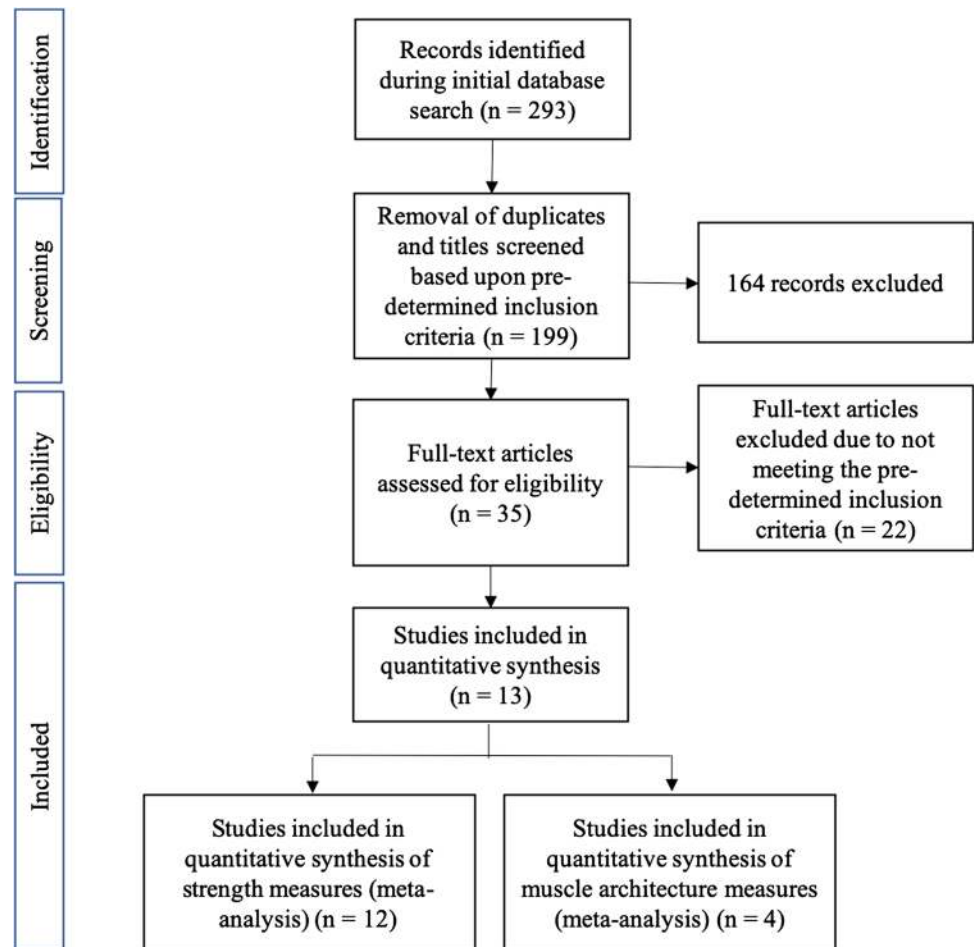 Identification
Records identified
during initial database
search (n = 293)
Screening
Removal of duplicates
and titles screened
based upon pre-
determined inclusion
criteria (n = 199)
164 records excluded
Eligibility
Full-text articles
assessed for eligibility
(n = 35)
Full-text articles
excluded due to not
meeting the pre-
determined inclusion
criteria (n = 22)
Included
Studies included in
quantitative synthesis
(n = 13)
Studies included in
quantitative synthesis of
strength measures (meta-
analysis) (n = 12)
Studies included in
quantitative synthesis of
muscle architecture measures
(meta-analysis) (n = 4)